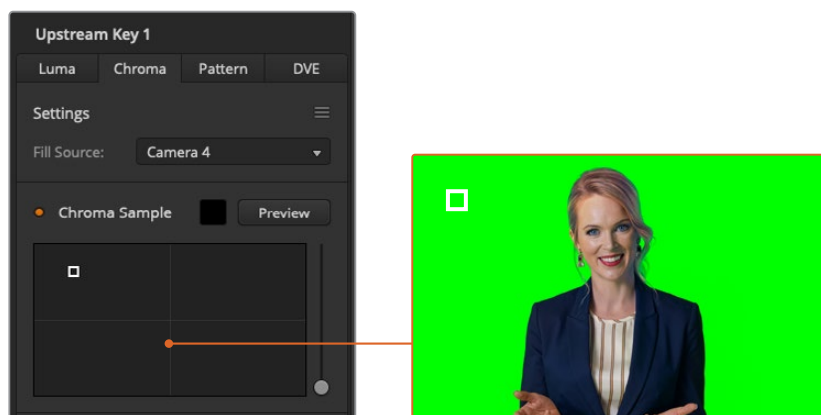 Upstream Key 1
Luma Chroma Pattern DVE
Settings
Fill Source: Camera 4
Chroma Sample Preview